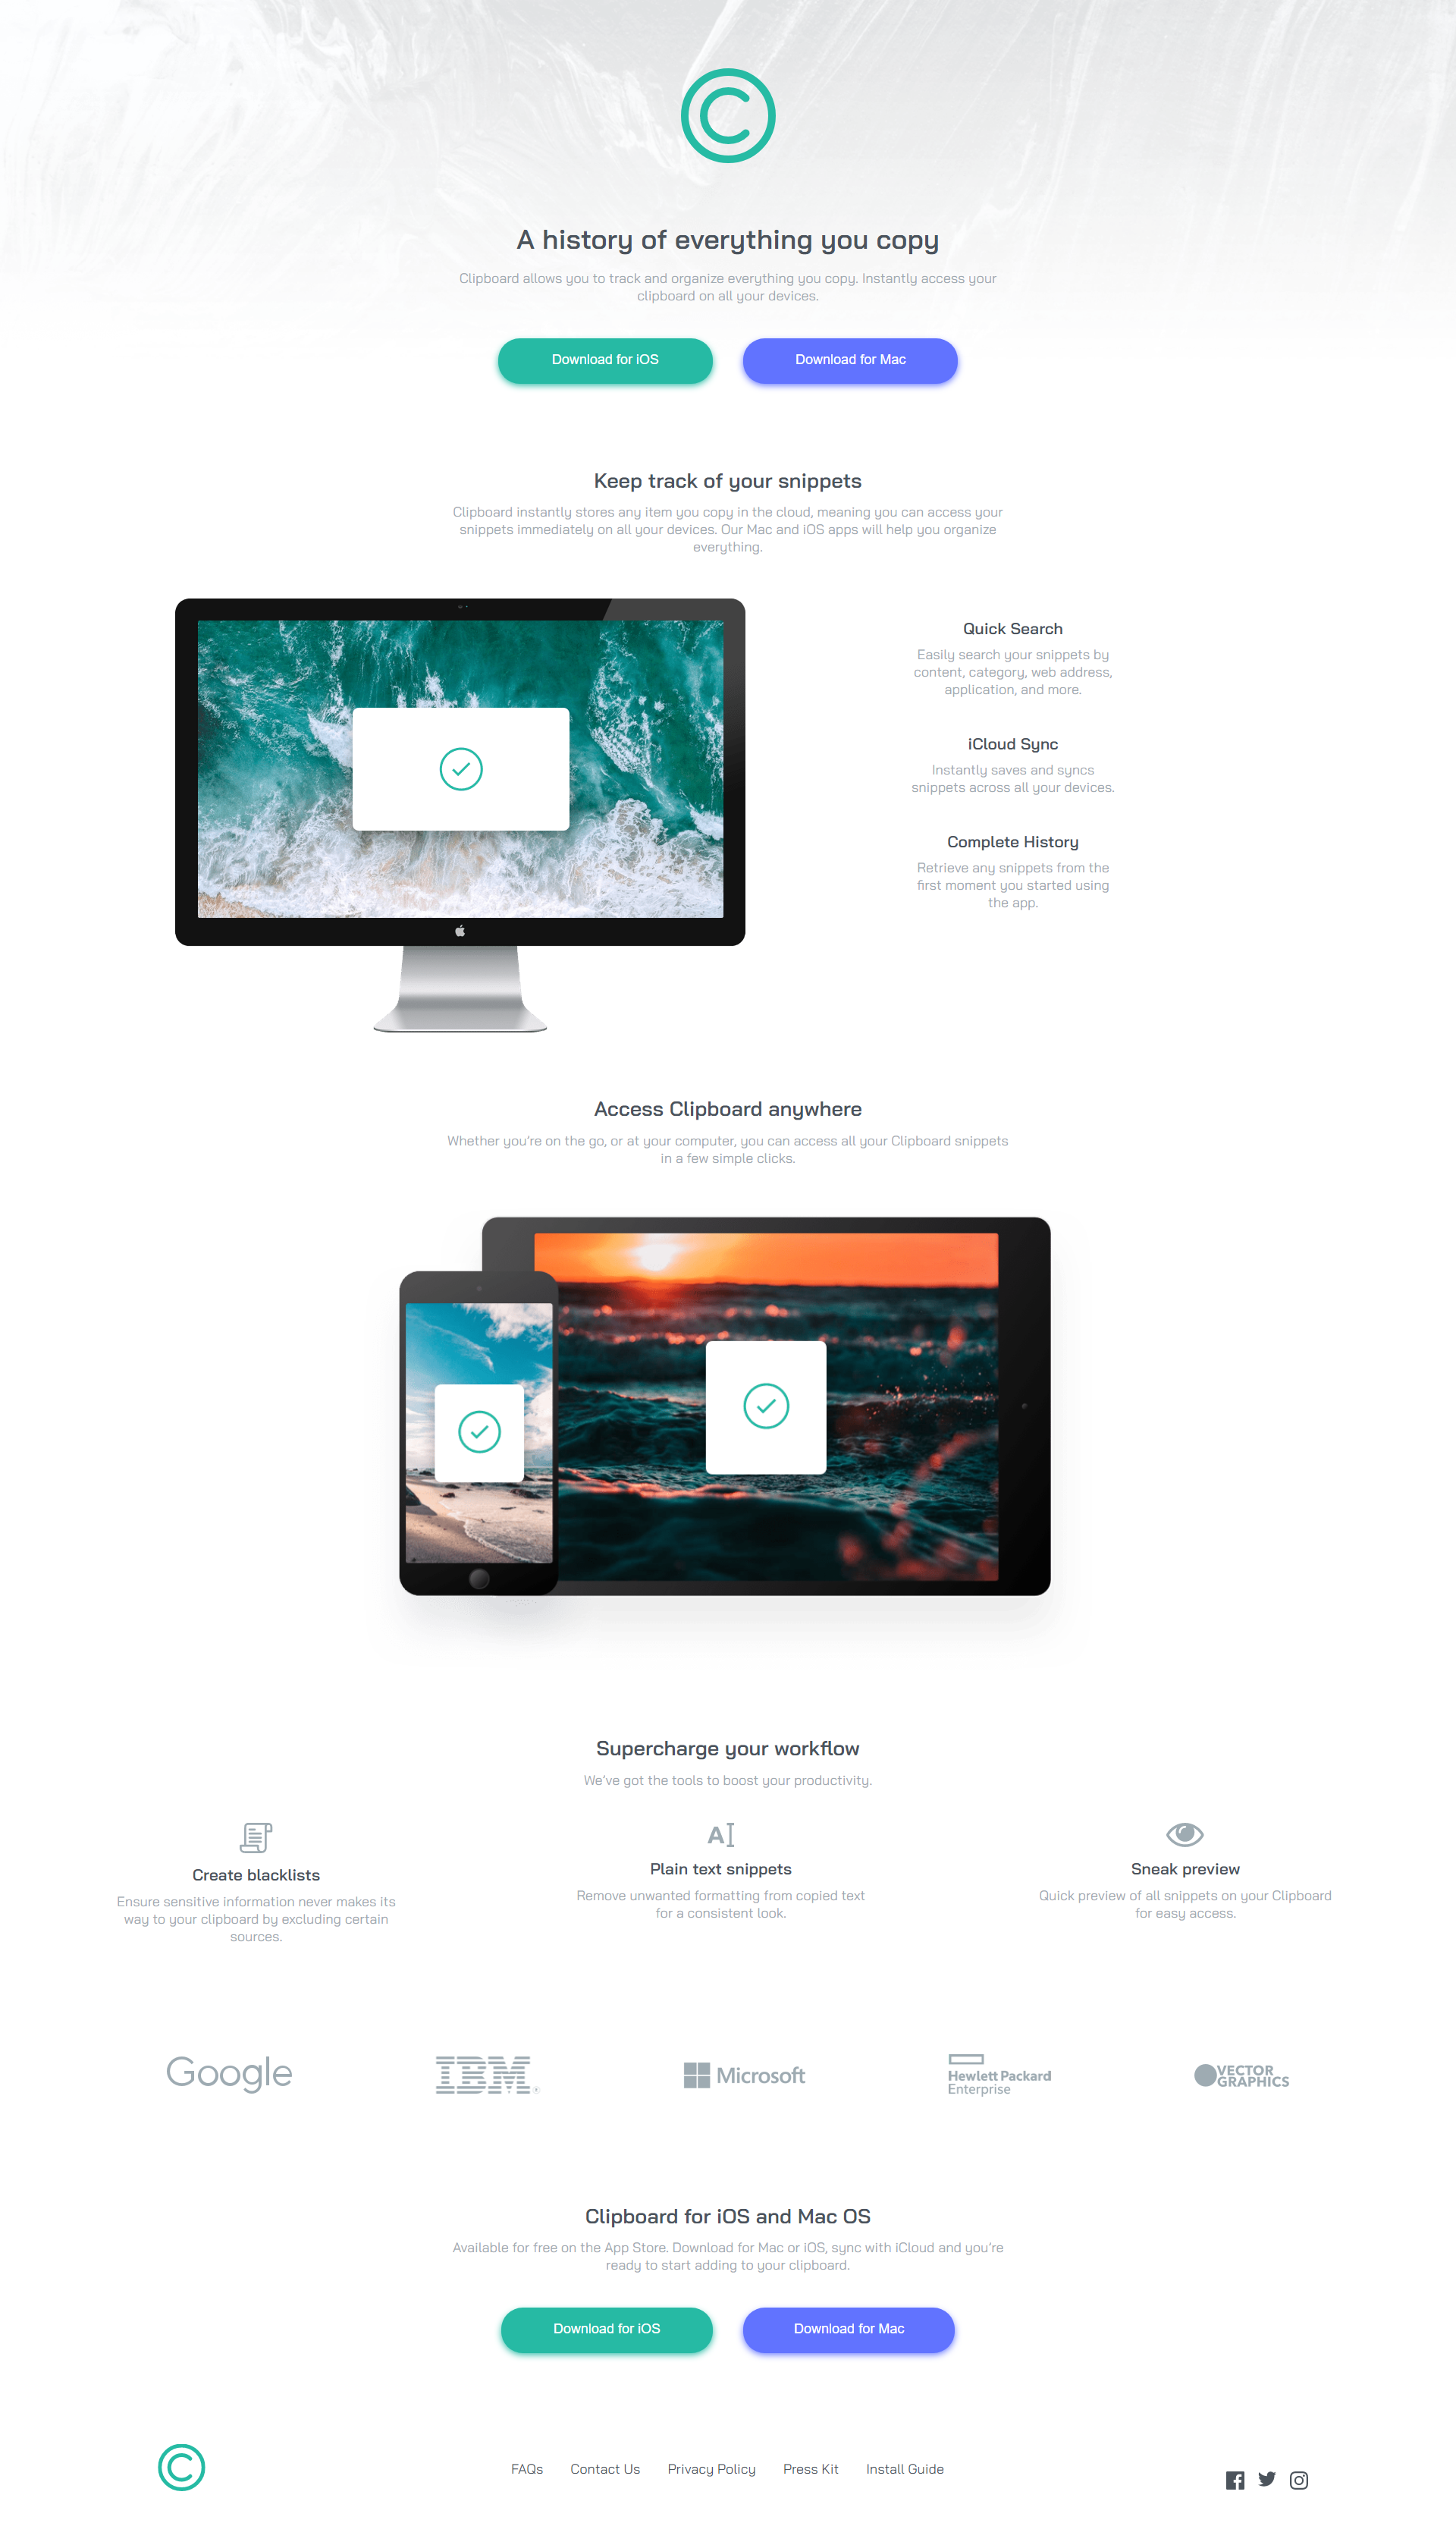 A history of everything you copy
Clipboard allows you to track and organize everything you copy. Instantly access your
clipboard on all your devices.
Download for iOS
Download for Mac
Keep track of your snippets
Clipboard instantly stores any item you copy in the cloud, meaning you can access your
snippets immediately on all your devices. Our Mac and iOS apps will help you organize
everything.
Quick Search
Easily search your snippets by
content, category, web address,
application, and more.
iCloud Sync
Instantly saves and syncs
snippets across all your devices.
Complete History
Retrieve any snippets from the
first moment you started using
the app.
Access Clipboard anywhere
Whether you're on the go, or at your computer, you can access all your Clipboard snippets
in a few simple clicks.
Supercharge your workflow
We've got the tools to boost your productivity.
Create blacklists
Ensure sensitive information never makes its
way to your clipboard by excluding certain
sources.
Plain text snippets
Remove unwanted formatting from copied text
for a consistent look.
Sneak preview
Quick preview of all snippets on your Clipboard
for easy access.
Google
IBM®
Microsoft
Hewlett Packard
Enterprise
VECTOR
GRAPHICS
Clipboard for iOS and Mac OS
Available for free on the App Store. Download for Mac or iOS, sync with iCloud and you're
ready to start adding to your clipboard.
Download for iOS
Download for Mac
FAQs
Contact Us
Privacy Policy
Press Kit
Install Guide